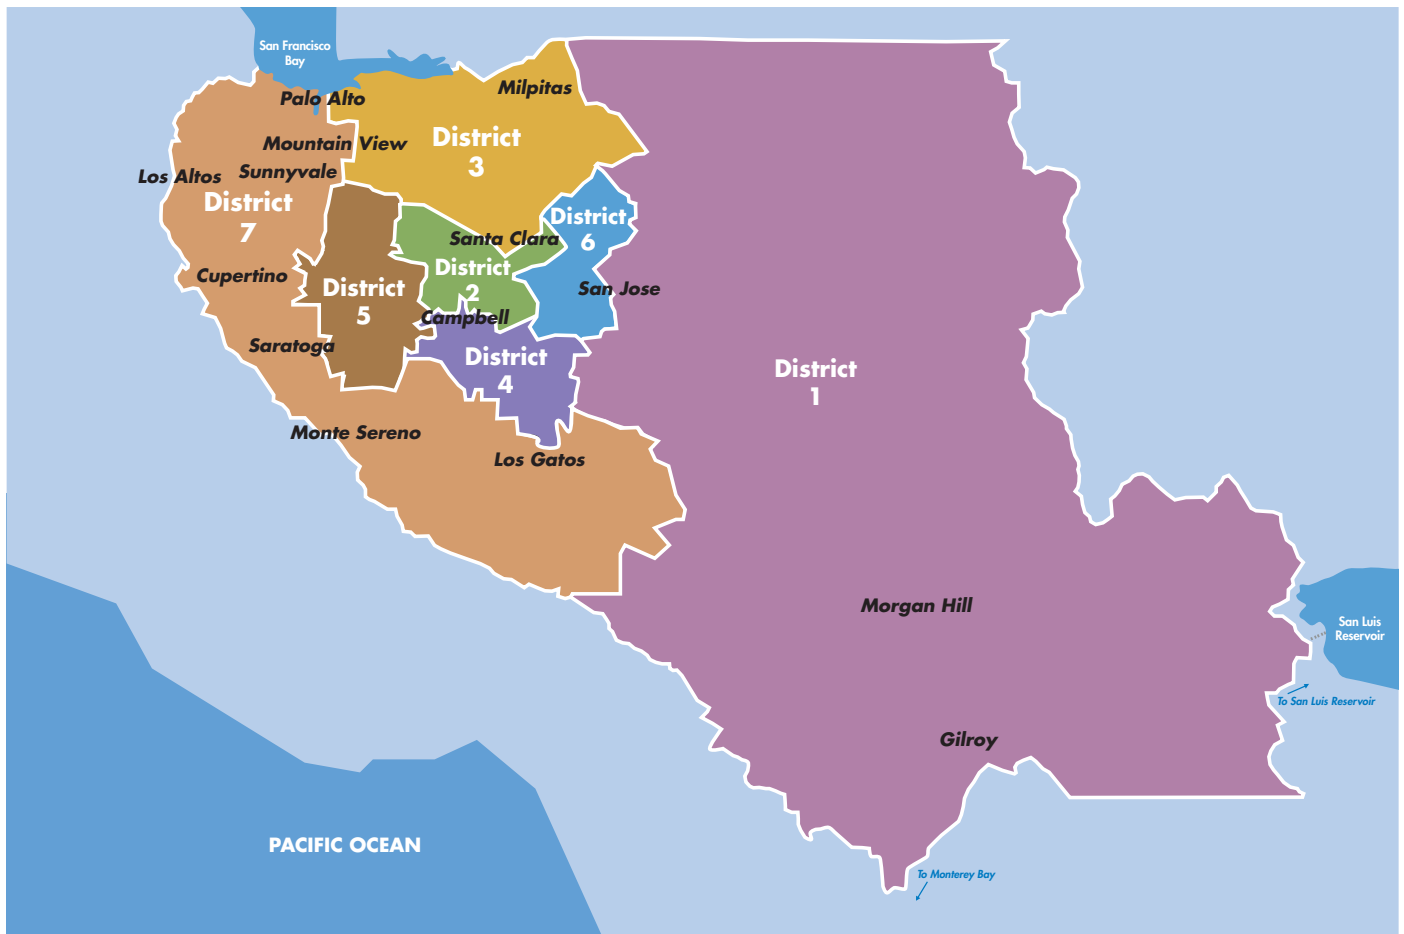 San Francisco
Bay
Palo Alto
Milpitas
Mountain View
District
3
Los Altos
Sunnyvale
District
7
District
6
Santa Clara
Cupertino
District
2
District
5
San Jose
Campbell
Saratoga
District
4
District
1
Monte Sereno
Los Gatos
Morgan Hill
San Luis
Reservoir
To San Luis Reservoir
Gilroy
PACIFIC OCEAN
To Monterey Bay